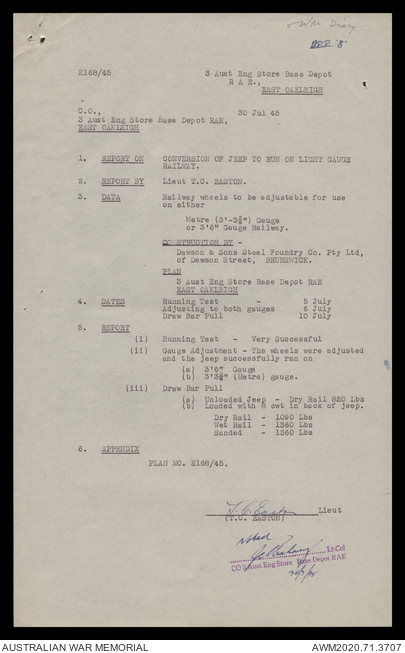 War Diary.
E168/45
3 Aust Eng Store Base Depot
R A E.,
EAST OAKLEIGH
30 Jul 45
C.O.,
3 Aust Eng Store Base Depot RAE,
EAST OAKLEIGH
1. REPORT ON CONVERSION OF JEEP TO RUN ON LIGHT GAUGE
RAILWAY.
2. REPORT BY Lieut T.C. EASTON.
3. DATA Railway wheels to be adjustable for use
on either
Metre (3'-3⅜") Gauge
or 3'6" Gauge Railway.
CONSTRUCTION BY -
Dawson & Sons Steel Foundry Co. Pty Ltd,
of Dawson Street, BRUNSWICK.
PLAN
3 Aust Eng Store Base Depot RAE
EAST OAKLEIGH
4. DATES Running Test - 5 July
Adjusting to both gauges 6 July
Draw Bar Pull 10 July
5. REPORT
(i) Running Test - Very Successful
(ii) Gauge Adjustment - The wheels were adjusted
and the jeep successfully ran on
(a) 3'6" Gauge
(b) 3'3⅜" (Metre) gauge.
(iii) Draw Bar Pull
(a) Unloaded Jeep - Dry Rail 820 Lbs
(b) Loaded with 8 cwt in back of jeep.
Dry Rail - 1090 Lbs
Wet Rail - 1360 Lbs
Sanded - 1360 Lbs
6. APPENDIX
PLAN NO. E168/45.
T. C. Easton Lieut
(T.C. EASTON)
Noted
Lt Col
CO 3 Aust Eng Store Base Depot RAE
AUSTRALIAN WAR MEMORIAL AWM2020.71.3707